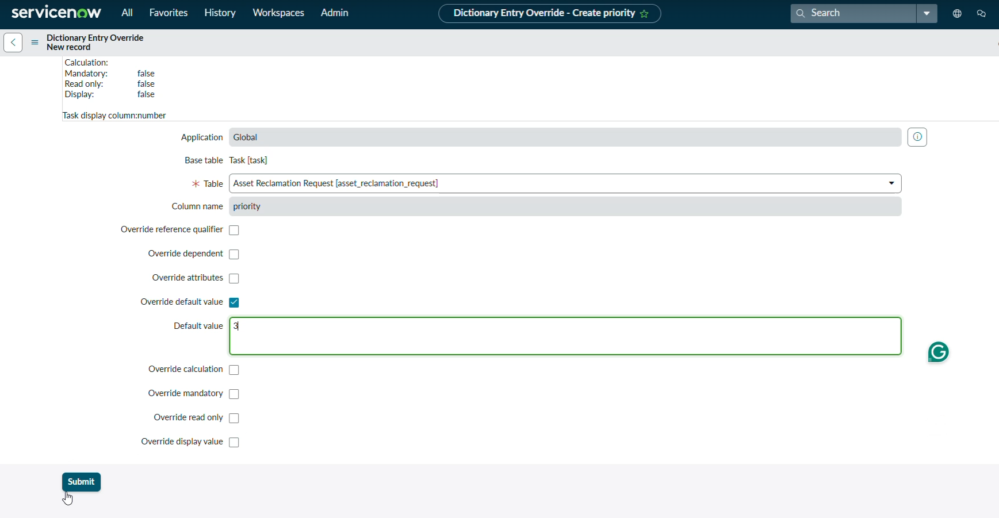 servicenow All Favorites History Workspaces Admin Dictionary Entry Override - Create priority Search
Dictionary Entry Override
New record
Calculation:
Mandatory: false
Read only: false
Display: false
Task display column:number
Application Global
Base table Task [task]
* Table Asset Reclamation Request [asset_reclamation_request]
Column name priority
Override reference qualifier
Override dependent
Override attributes
Override default value
Default value 3
Override calculation
Override mandatory
Override read only
Override display value
Submit